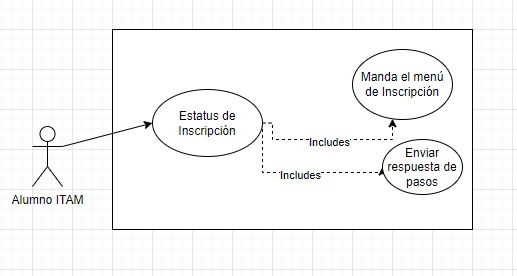 Manda el menú
de Inscripción
Estatus de
Inscripción
Includes
Enviar
respuesta de
pasos
Includes
Alumno ITAM